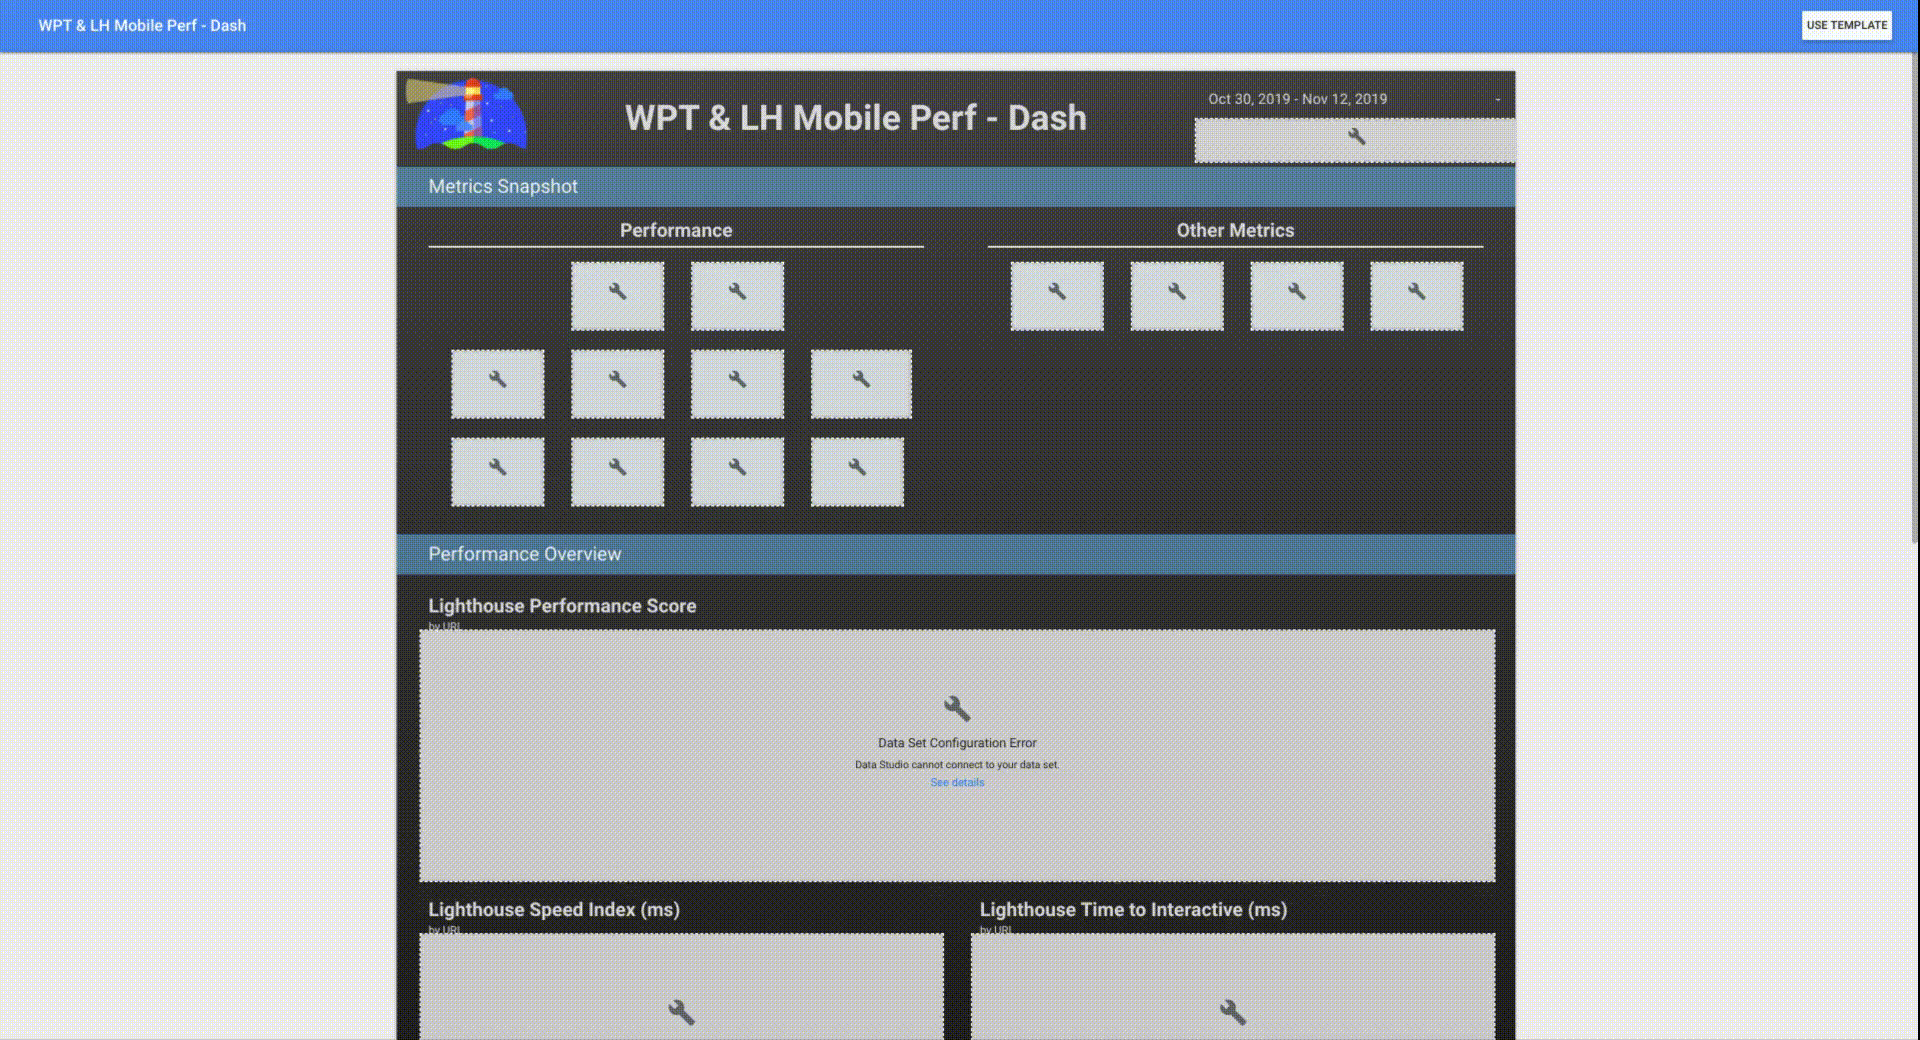 WPT & LH Mobile Perf - Dash
USE TEMPLATE
WPT & LH Mobile Perf - Dash
Oct 30, 2019 - Nov 12, 2019
Metrics Snapshot
Performance
Other Metrics
Performance Overview
Lighthouse Performance Score
by URL
Data Set Configuration Error
Data Studio cannot connect to your data set.
See details
Lighthouse Speed Index (ms)
by URL
Lighthouse Time to Interactive (ms)
by URL